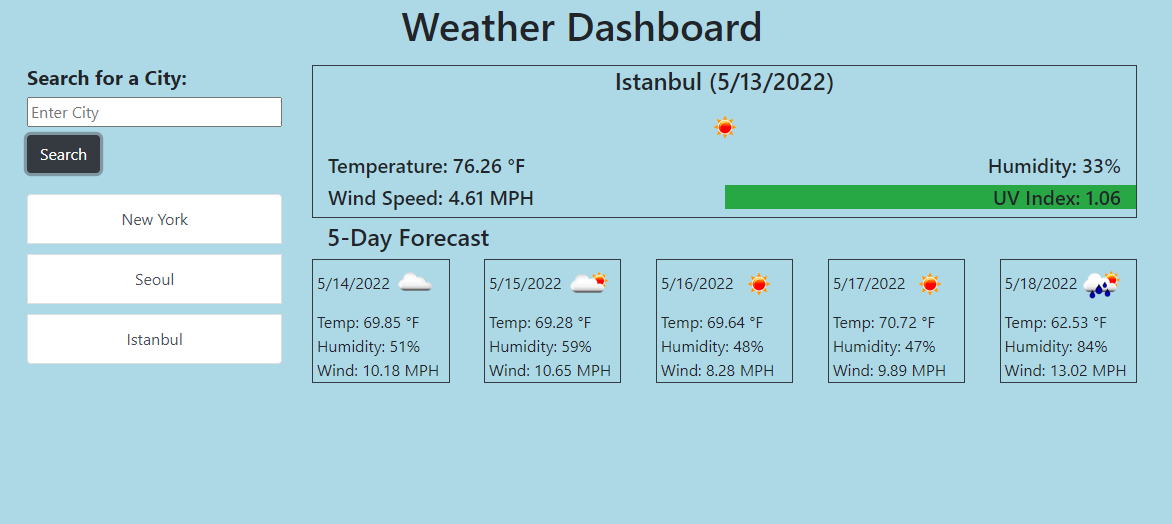 Weather Dashboard
Search for a City:
Enter City
Search
New York
Seoul
Istanbul
Istanbul (5/13/2022)
Temperature: 76.26 °F
Humidity: 33%
Wind Speed: 4.61 MPH
UV Index: 1.06
5-Day Forecast
5/14/2022
Temp: 69.85 °F
Humidity: 51%
Wind: 10.18 MPH
5/15/2022
Temp: 69.28 °F
Humidity: 59%
Wind: 10.65 MPH
5/16/2022
Temp: 69.64 °F
Humidity: 48%
Wind: 8.28 MPH
5/17/2022
Temp: 70.72 °F
Humidity: 47%
Wind: 9.89 MPH
5/18/2022
Temp: 62.53 °F
Humidity: 84%
Wind: 13.02 MPH